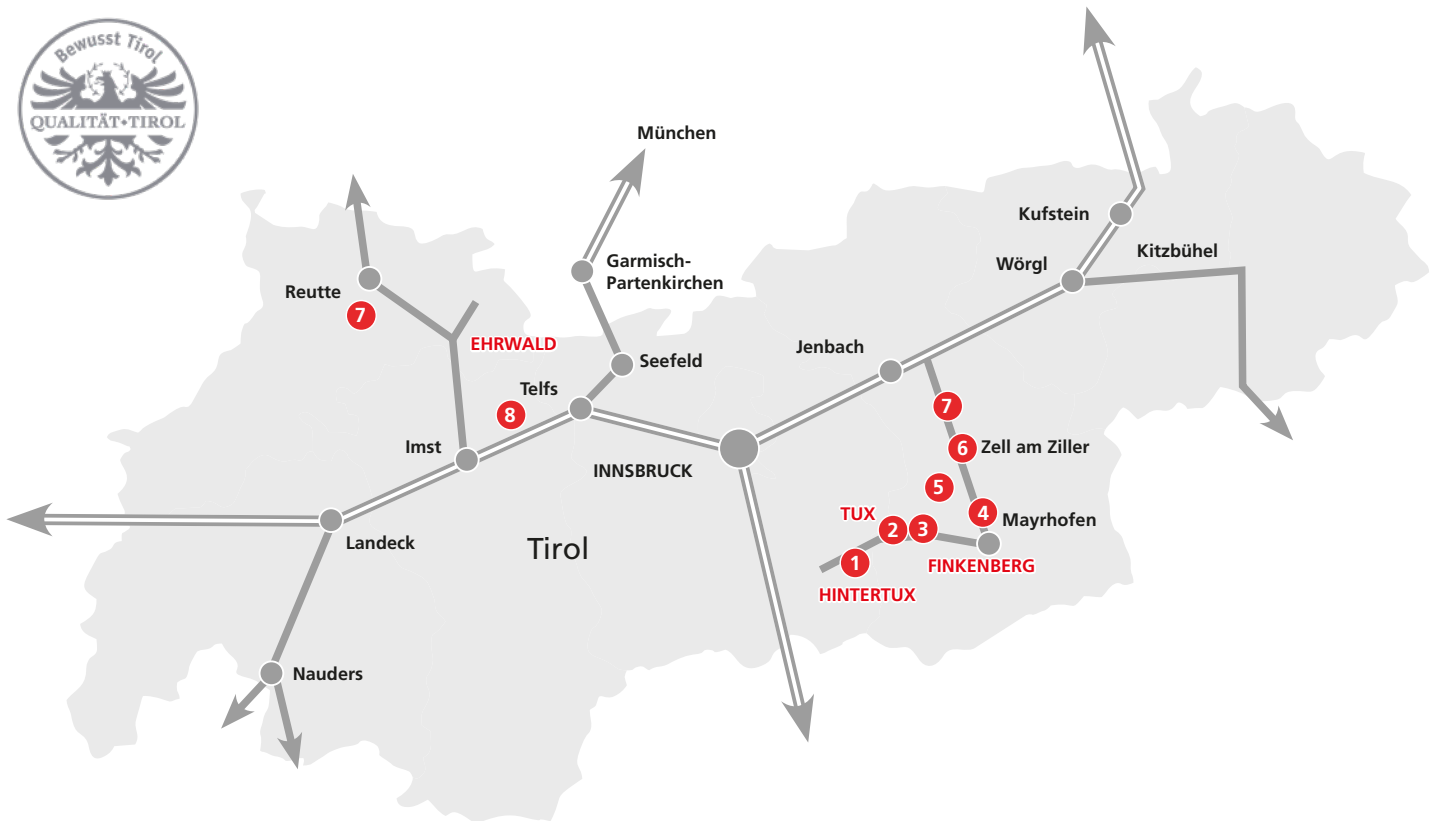 Bewusst Tirol
QUALITÄT•TIROL
München
Kufstein
Kitzbühel
Garmisch-
Partenkirchen
Wörgl
Reutte
7
EHRWALD
Jenbach
Seefeld
Telfs
8
7
Imst
6
Zell am Ziller
INNSBRUCK
5
TUX
4
Mayrhofen
2
3
Landeck
Tirol
1
FINKENBERG
HINTERTUX
Nauders